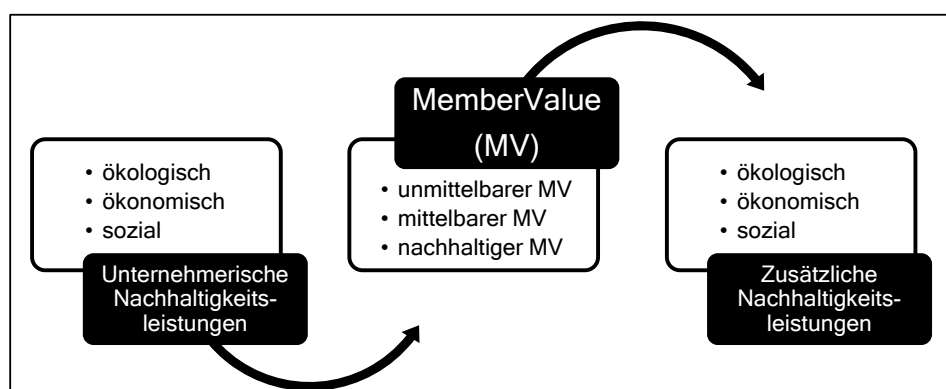 • ökologisch
• ökonomisch
• sozial
Unternehmerische
Nachhaltigkeits-
leistungen
MemberValue
(MV)
• unmittelbarer MV
• mittelbarer MV
• nachhaltiger MV
• ökologisch
• ökonomisch
• sozial
Zusätzliche
Nachhaltigkeits-
leistungen